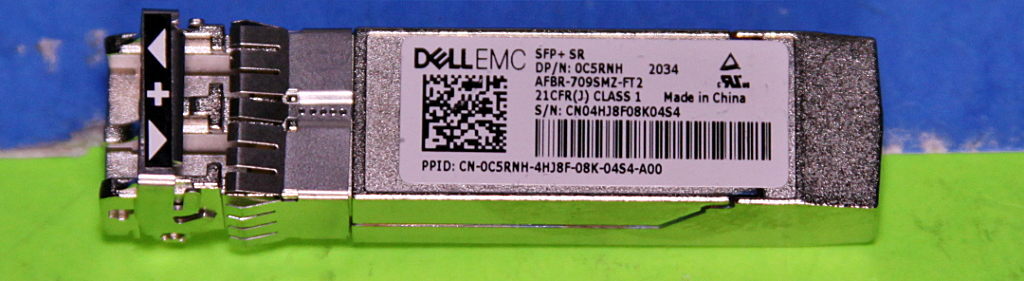 DELLEMC
SFP+ SR
DP/N: 0C5RNH 2034
AFBR-709SMZ-FT2
21CFR(J) CLASS 1 Made in China
S/N: CN04HJ8F08K04S4
PPID: CN-0C5RNH-4HJ8F-08K-04S4-A00